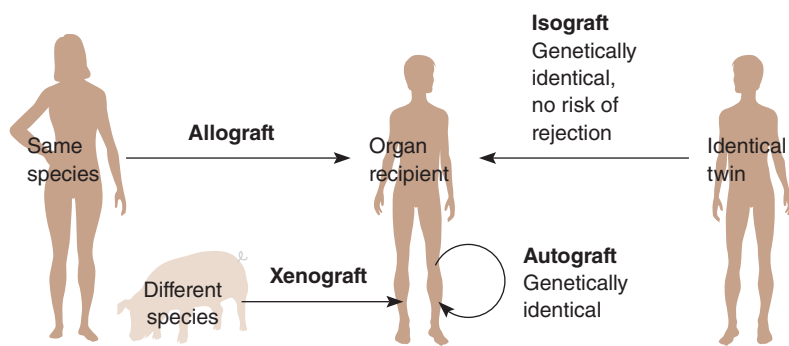 Isograft
Genetically
identical,
no risk of
rejection
Allograft
Same
species
Organ
recipient
Identical
twin
Xenograft
Different
species
Autograft
Genetically
identical